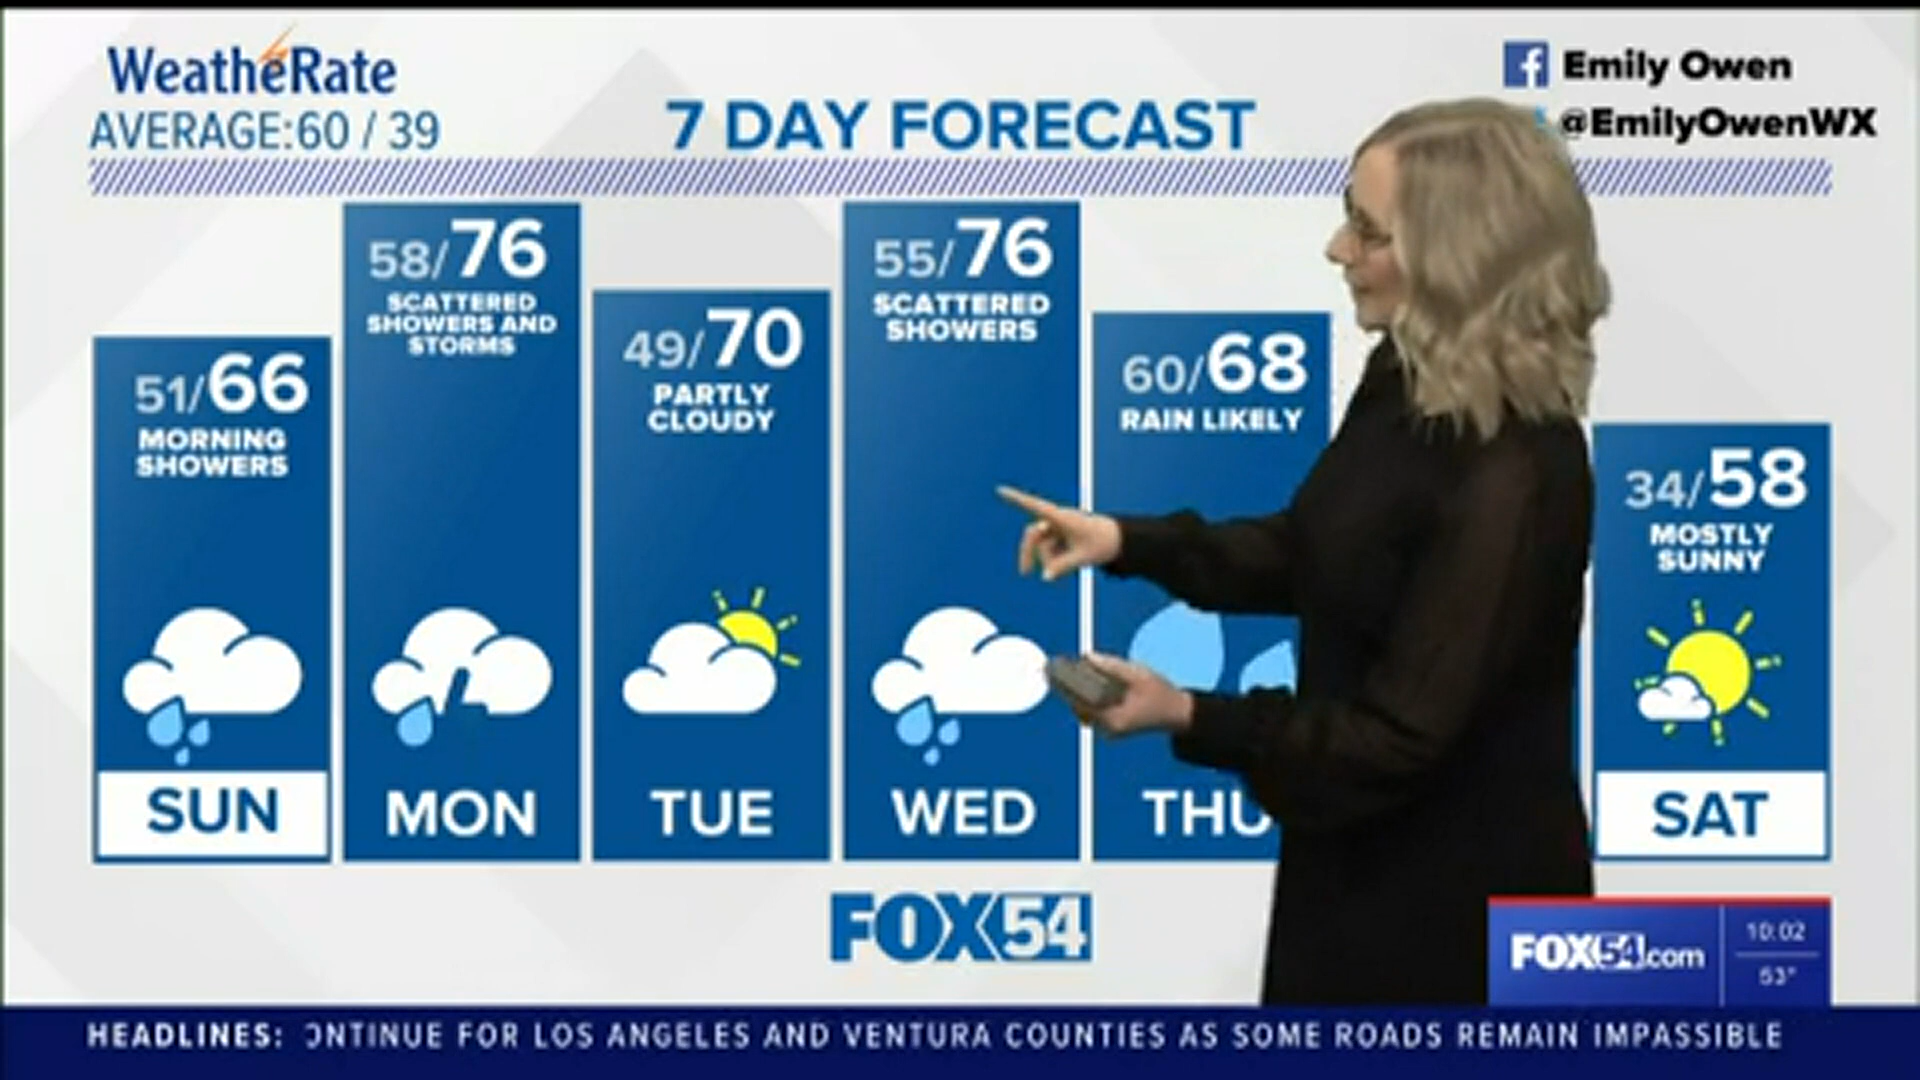 WeatheRate
AVERAGE:60 / 39
7 DAY FORECAST
Emily Owen
@EmilyOwenWX
51/66
MORNING
SHOWERS
SUN
58/76
SCATTERED
SHOWERS AND
STORMS
MON
49/70
PARTLY
CLOUDY
TUE
55/76
SCATTERED
SHOWERS
WED
60/68
RAIN LIKELY
THU
34/58
MOSTLY
SUNNY
SAT
FOX54
FOX54.com
10:02
53°
HEADLINES: ONTINUE FOR LOS ANGELES AND VENTURA COUNTIES AS SOME ROADS REMAIN IMPASSIBLE